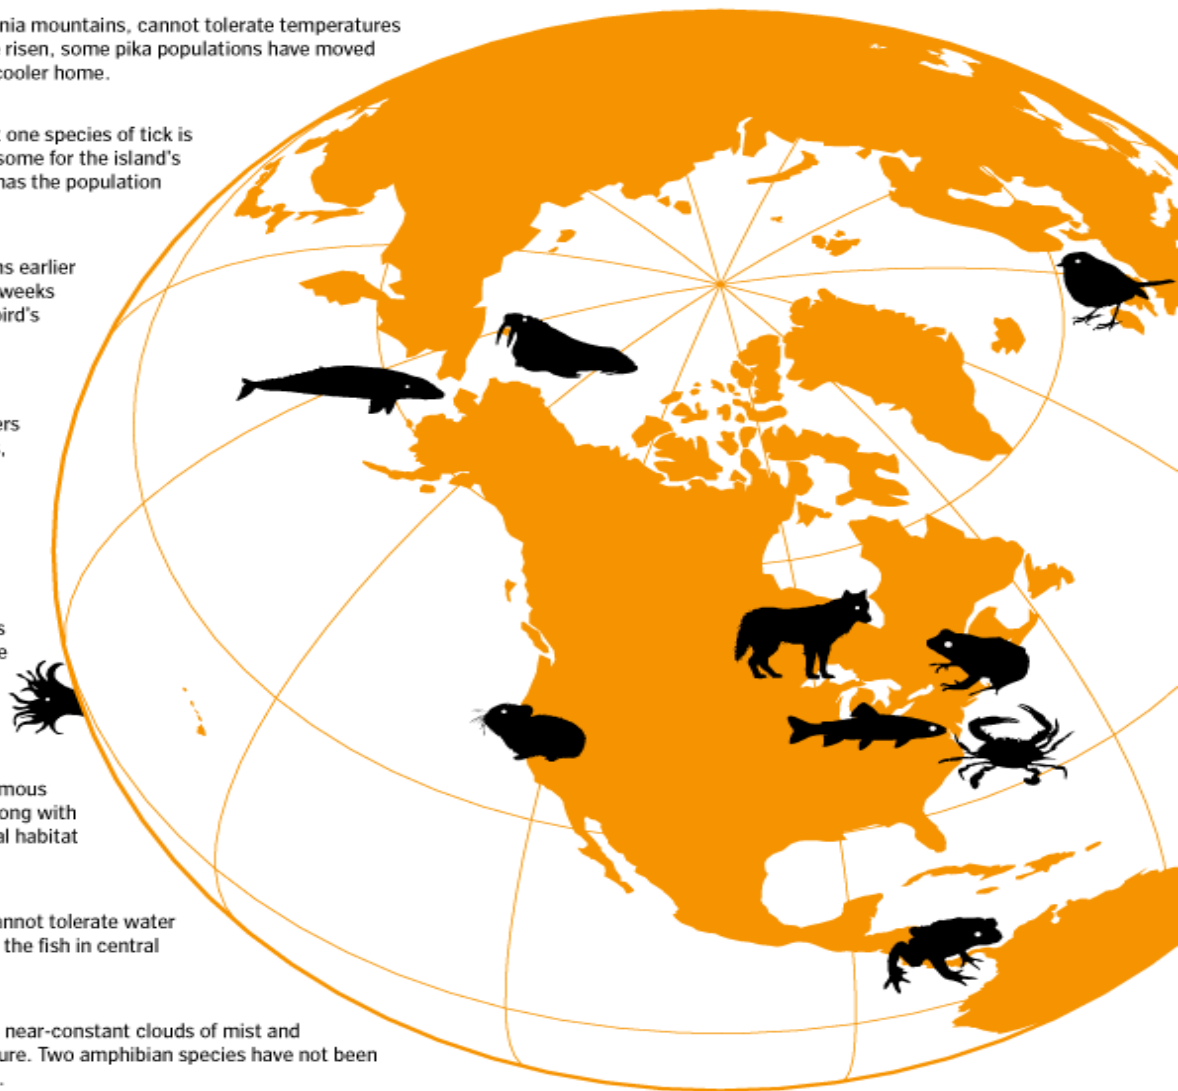 nia mountains, cannot tolerate temperatures
risen, some pika populations have moved
cooler home.
one species of tick is
some for the island's
has the population
ns earlier
weeks
bird's
ers
s
e
mous
ong with
al habitat
annot tolerate water
the fish in central
near-constant clouds of mist and
ure. Two amphibian species have not been